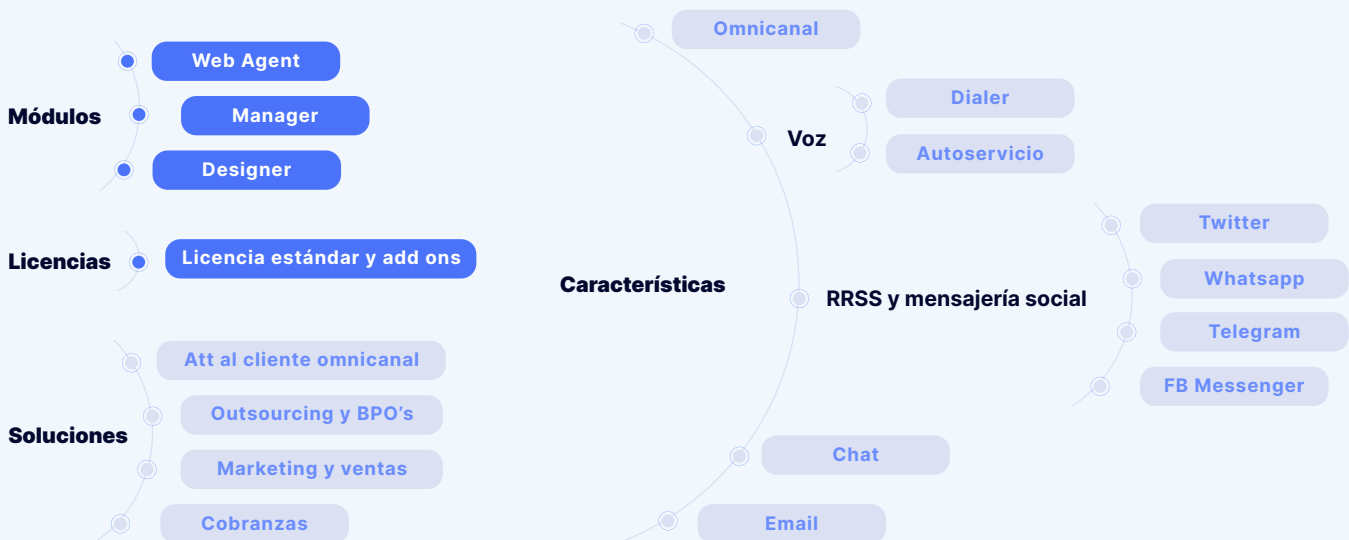 Módulos
Web Agent
Manager
Designer
Licencias
Licencia estándar y add ons
Soluciones
Att al cliente omnicanal
Outsourcing y BPO’s
Marketing y ventas
Cobranzas
Características
Omnicanal
Voz
Dialer
Autoservicio
RRSS y mensajería social
Twitter
Whatsapp
Telegram
FB Messenger
Chat
Email